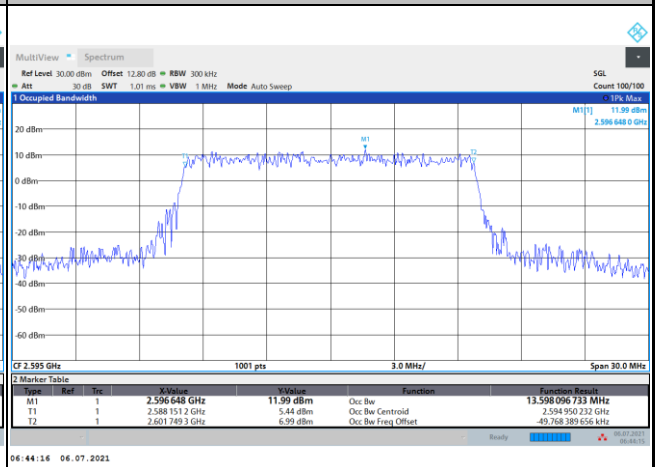 MultiView Spectrum
Ref Level 30.00 dBm Offset 12.80 dB RBW 300 kHz SGL
Att 30 dB SWT 1.01 ms VBW 1 MHz Mode Auto Sweep Count 100/100
1 Occupied Bandwidth 1Pk Max
M1[1] 11.99 dBm
2.596 648 0 GHz
20 dBm
M1
10 dBm
T1
T2
0 dBm
-10 dBm
-20 dBm
-30 dBm
-40 dBm
-50 dBm
-60 dBm
CF 2.595 GHz 1001 pts 3.0 MHz/ Span 30.0 MHz
2 Marker Table
Type Ref Trc X-Value Y-Value Function Function Result
M1 1 2.596 648 GHz 11.99 dBm Occ Bw 13.598 096 733 MHz
T1 1 2.588 151 2 GHz 5.44 dBm Occ Bw Centroid 2.594 950 232 GHz
T2 1 2.601 749 3 GHz 6.99 dBm Occ Bw Freq Offset -49.768 389 656 kHz
Ready 06.07.2021
06:44:15
06:44:16 06.07.2021